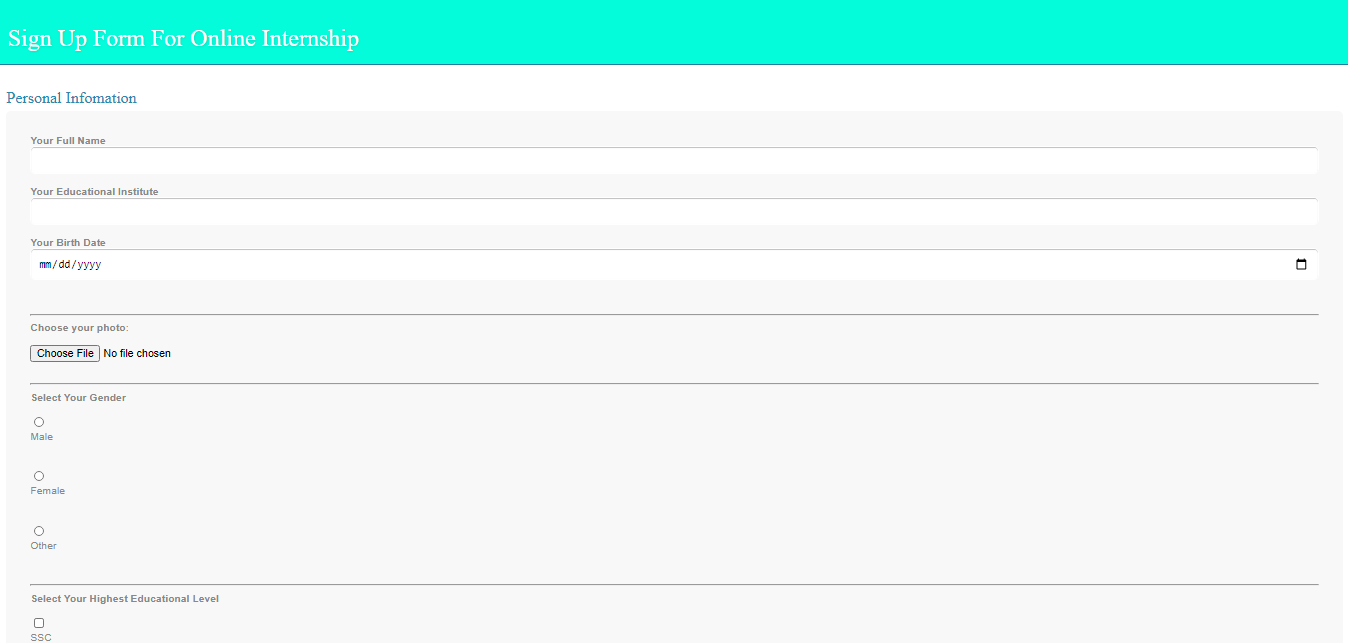 Sign Up Form For Online Internship
Personal Infomation
Your Full Name
Your Educational Institute
Your Birth Date
mm/dd/yyyy
Choose your photo:
Choose File No file chosen
Select Your Gender
Male
Female
Other
Select Your Highest Educational Level
SSC